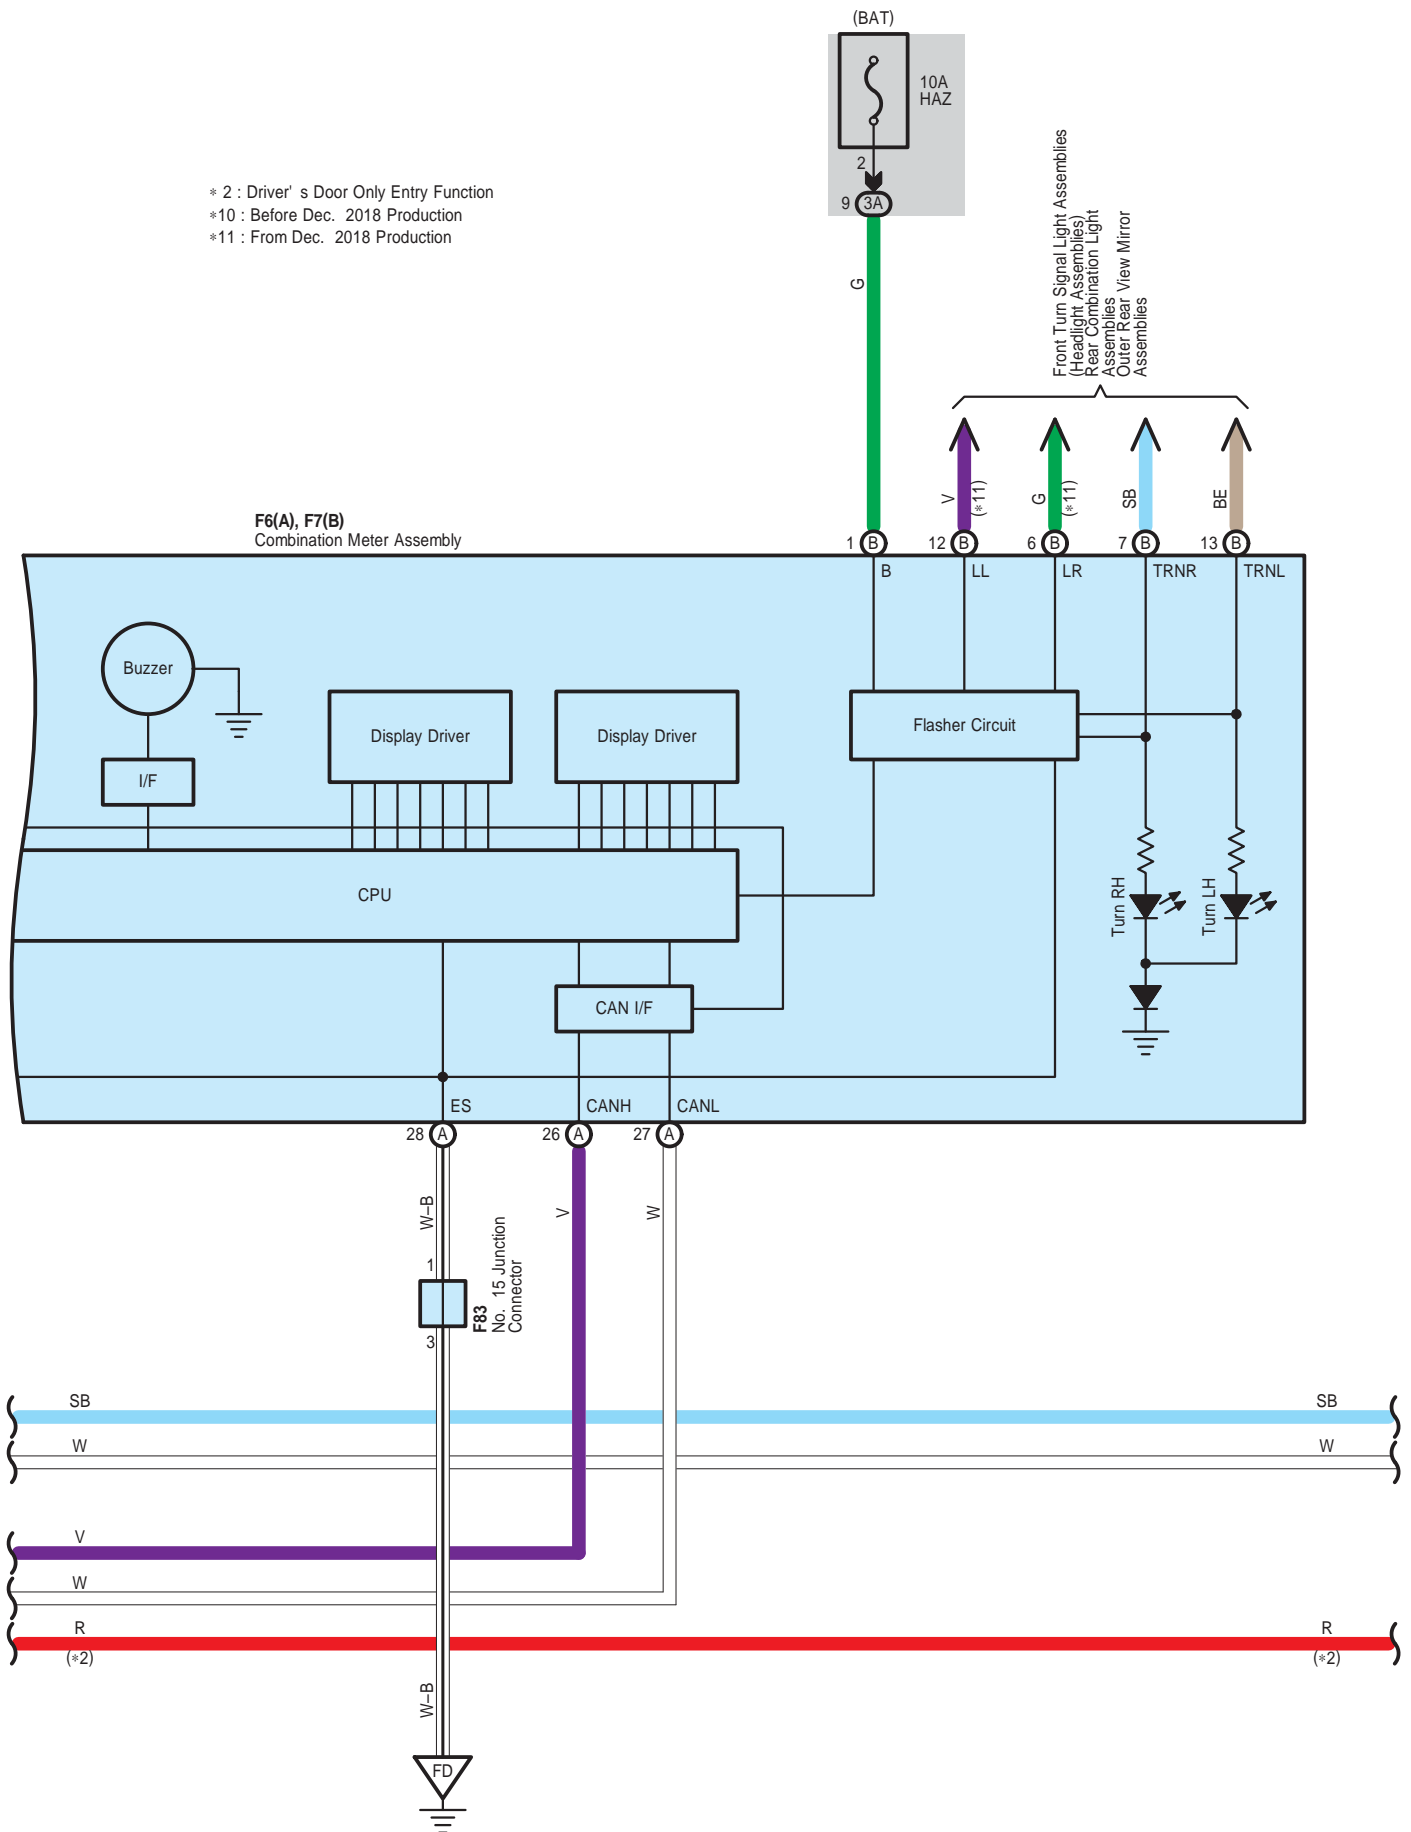 (BAT)
10A
HAZ
2
9 3A
* 2 : Driver' s Door Only Entry Function
*10 : Before Dec. 2018 Production
*11 : From Dec. 2018 Production
G
Front Turn Signal Light Assemblies
(Headlight Assemblies)
Rear Combination Light
Assemblies
Outer Rear View Mirror
Assemblies
V
(*11)
G
(*11)
SB
BE
F6(A), F7(B)
Combination Meter Assembly
1 B
12 B
6 B
7 B
13 B
B
LL
LR
TRNR
TRNL
Buzzer
I/F
Display Driver
Display Driver
Flasher Circuit
CPU
Turn RH
Turn LH
CAN I/F
ES
CANH
CANL
28 A
26 A
27 A
W–B
V
W
1
F83
No. 15 Junction
Connector
3
SB
SB
W
W
V
W
R
(*2)
R
(*2)
W–B
FD